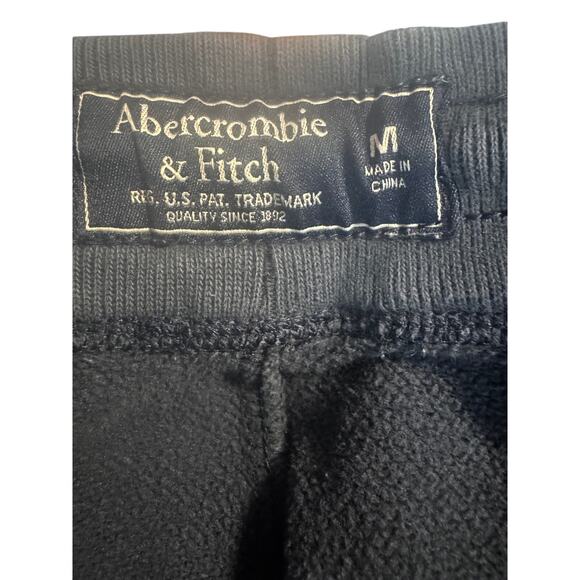 Abercrombie
& Fitch
REG. U.S. PAT. TRADEMARK
QUALITY SINCE 1892
M
MADE IN
CHINA